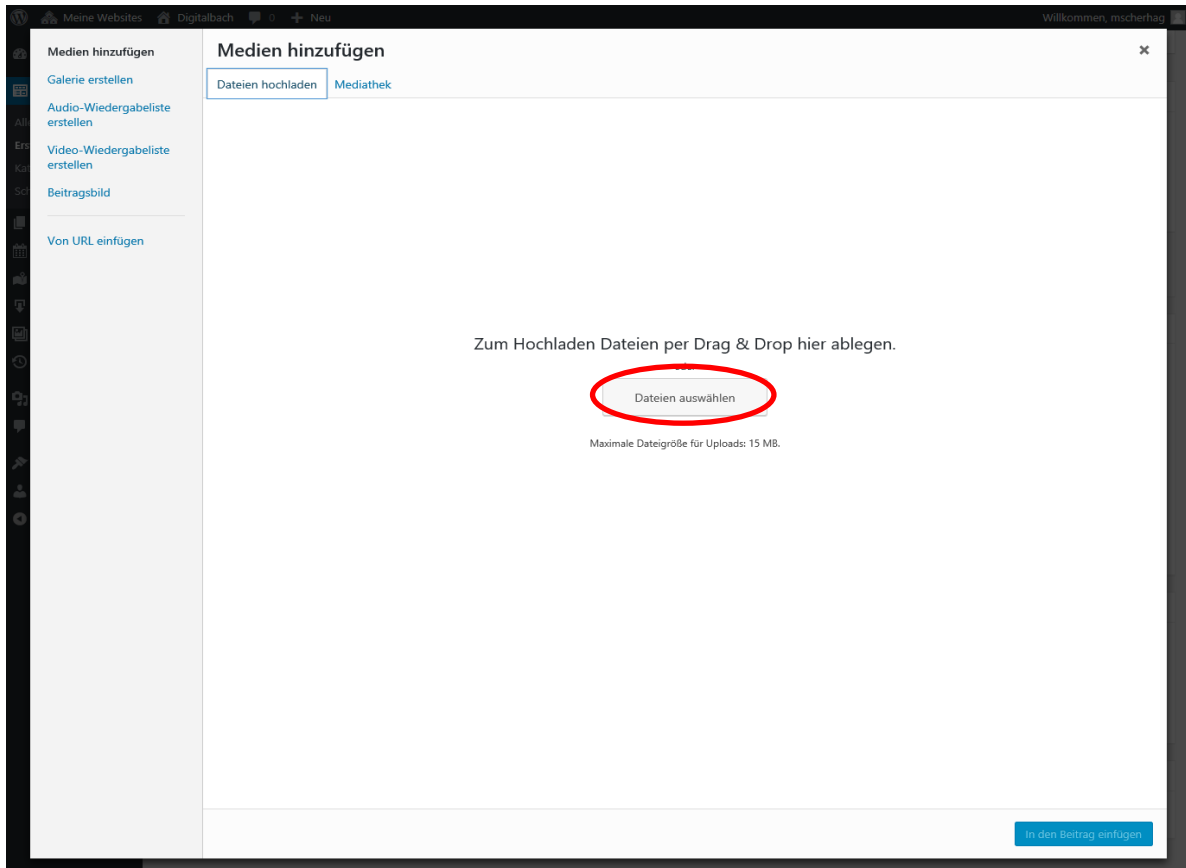 Meine Websites Digitalbach 0 Neu Willkommen, mscherhag
Medien hinzufügen
Galerie erstellen
Audio-Wiedergabeliste
erstellen
Video-Wiedergabeliste
erstellen
Beitragsbild
Von URL einfügen
Medien hinzufügen
Dateien hochladen Mediathek
Zum Hochladen Dateien per Drag & Drop hier ablegen.
Dateien auswählen
Maximale Dateigröße für Uploads: 15 MB.
In den Beitrag einfügen